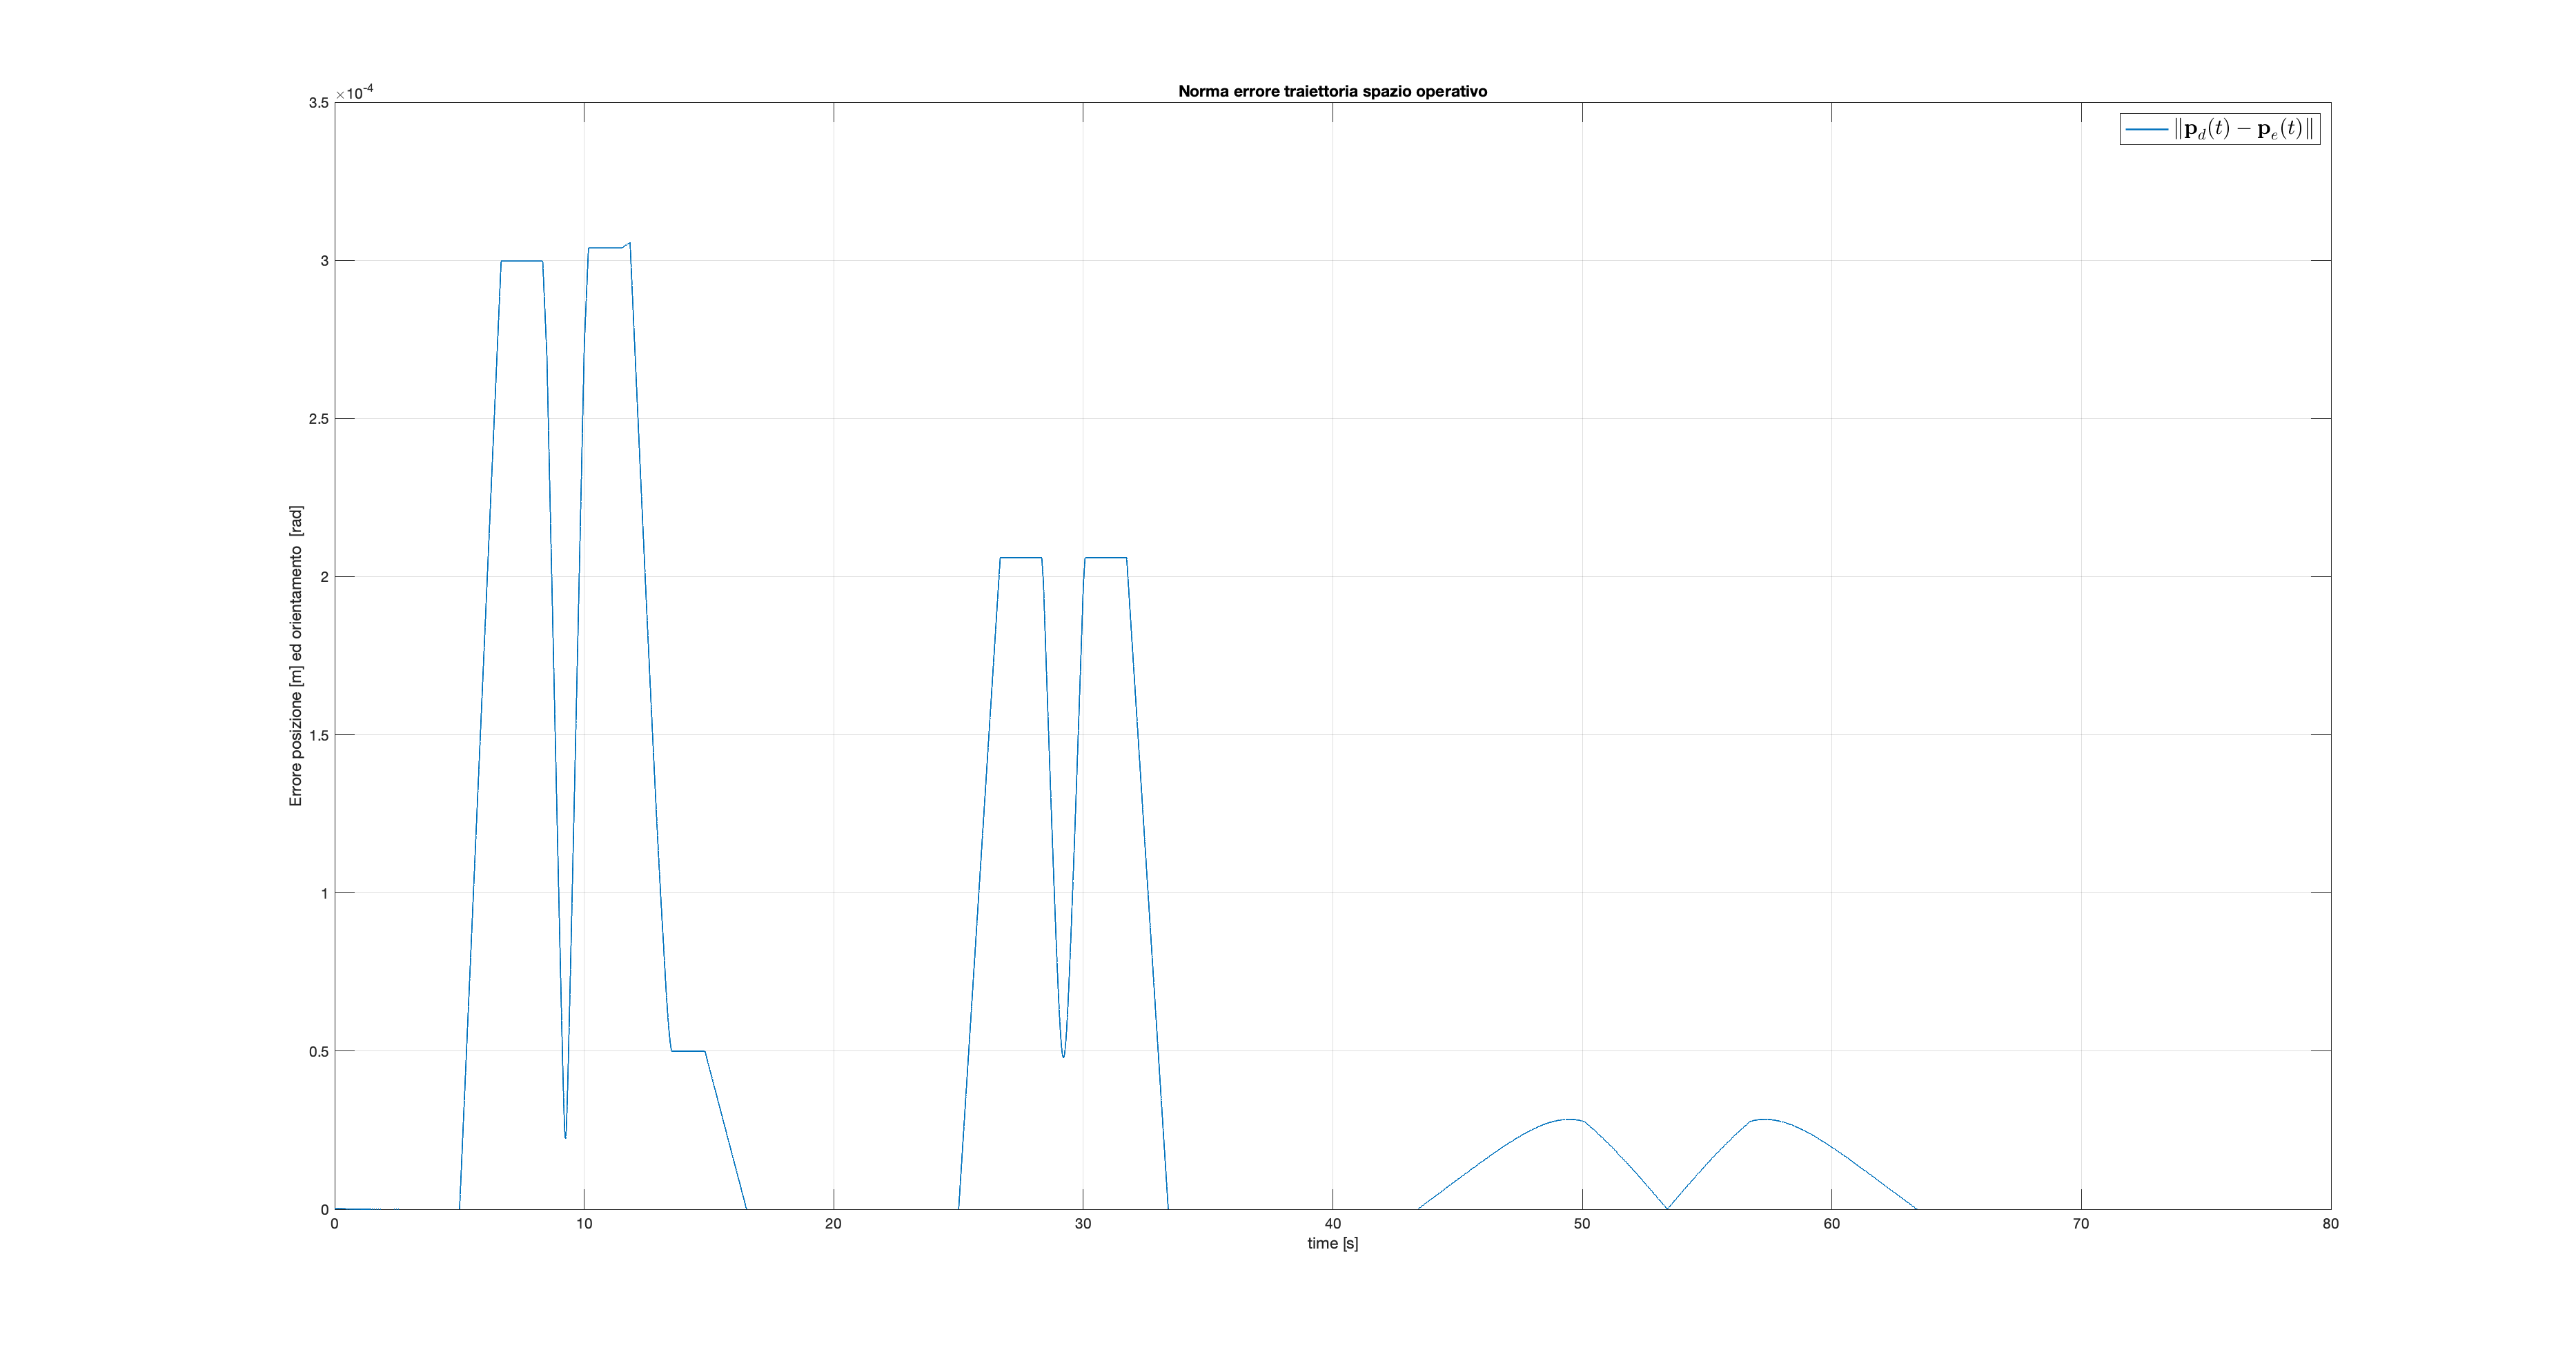 Norma errore traiettoria spazio operativo
×10⁻⁴
3.5
3
2.5
2
1.5
1
0.5
0
Errore posizione [m] ed orientamento [rad]
‖𝐩_d(t) − 𝐩_e(t)‖
0 10 20 30 40 50 60 70 80
time [s]